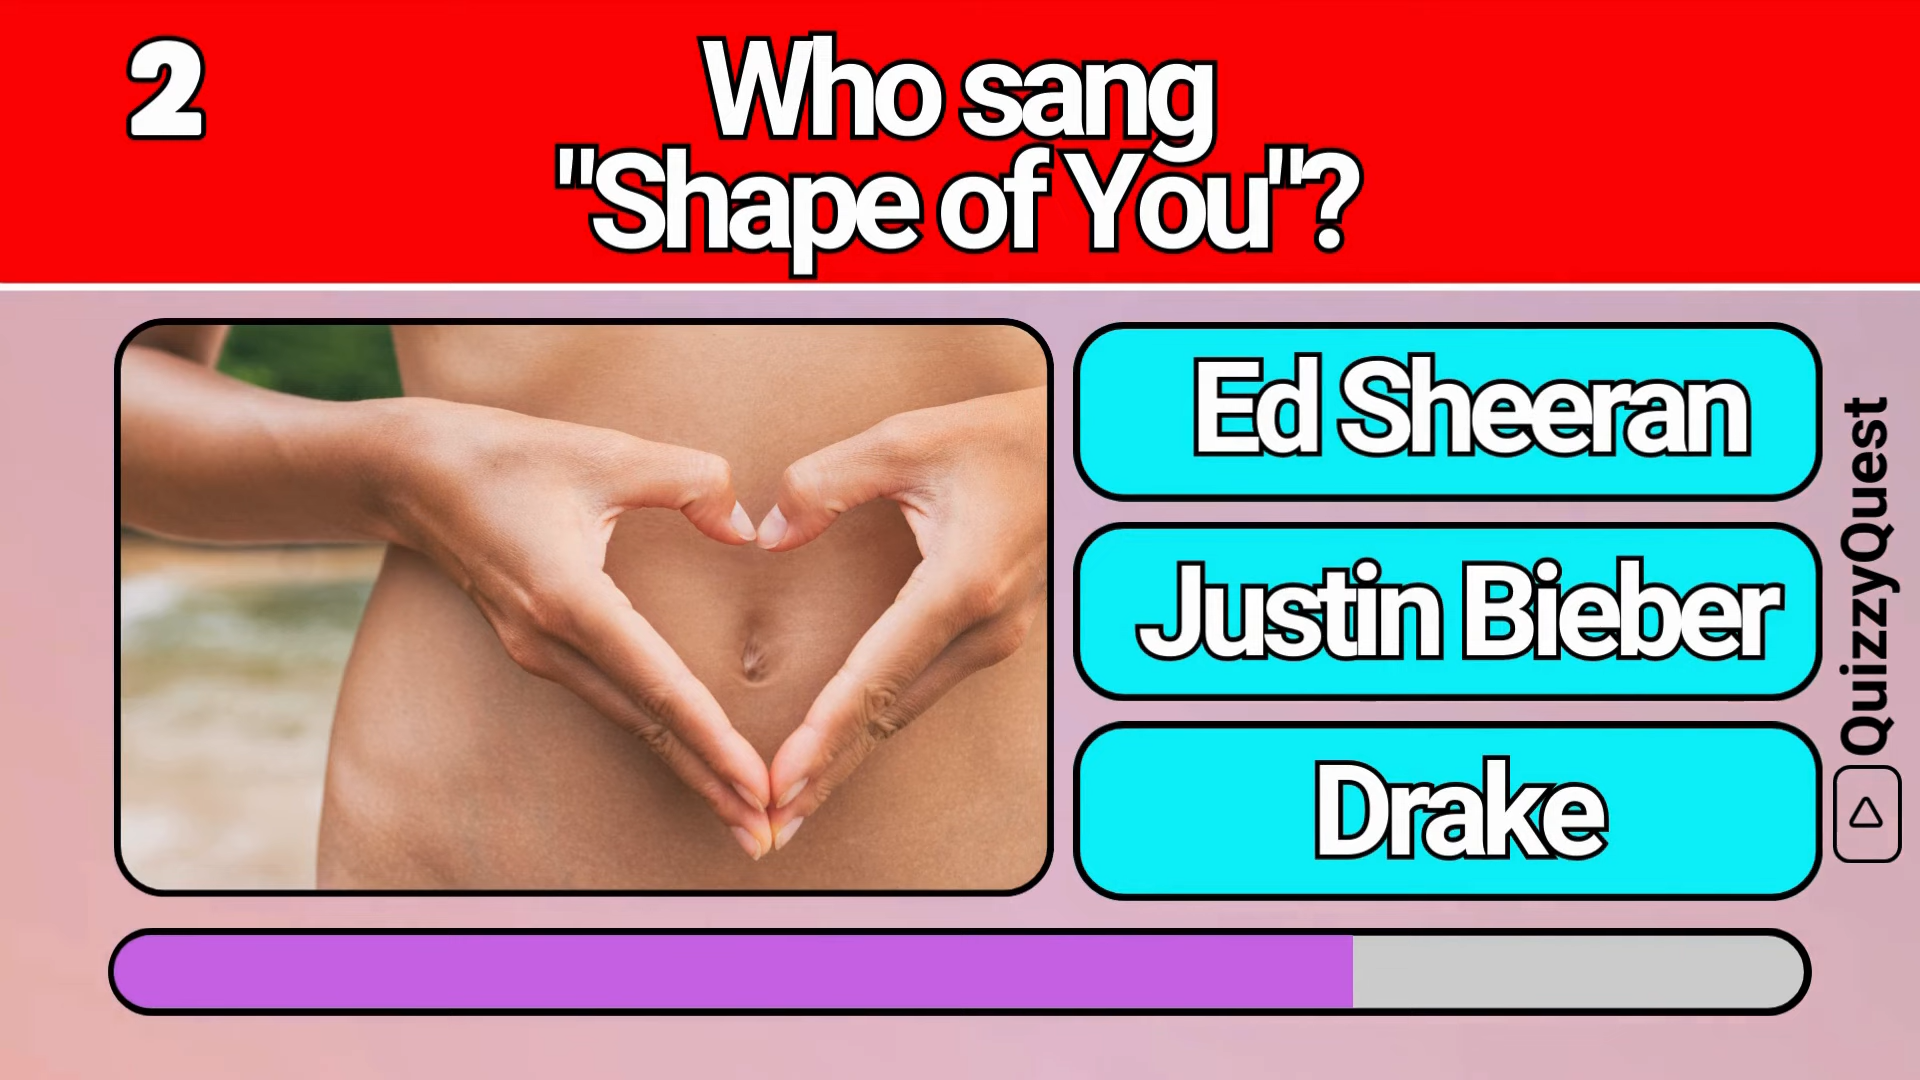 2
Who sang
"Shape of You"?
Ed Sheeran
Justin Bieber
Drake
QuizzyQuest